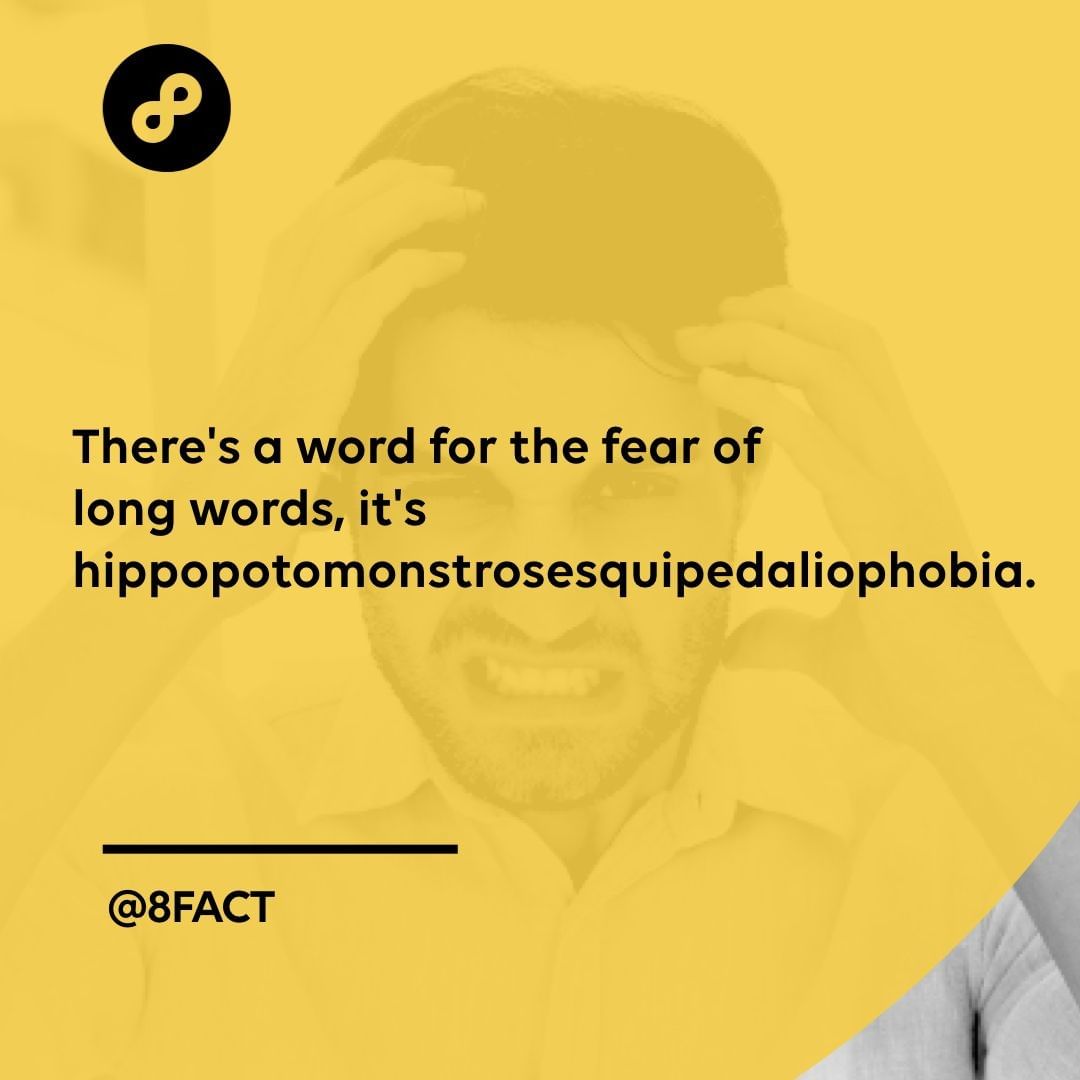 There's a word for the fear of
long words, it's
hippopotomonstrosesquipedaliophobia.
@8FACT